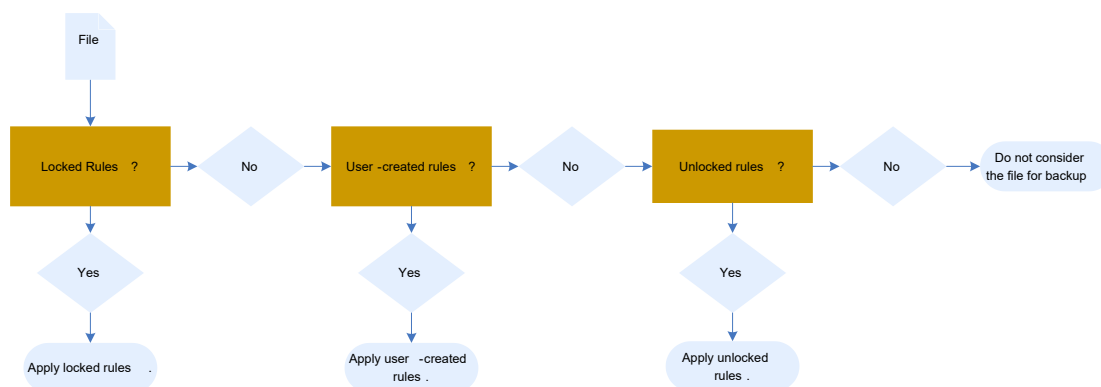 File
Locked Rules ?
No
User -created rules ?
No
Unlocked rules ?
No
Do not consider
the file for backup
Yes
Yes
Yes
Apply locked rules .
Apply user -created
rules .
Apply unlocked
rules .